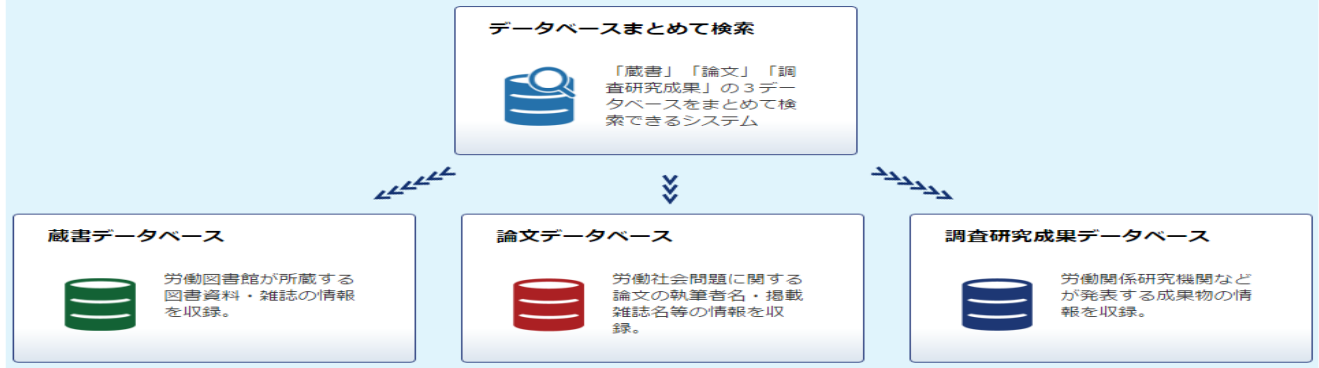 データベースまとめて検索
「蔵書」「論文」「調
査研究成果」の３デー
タベースをまとめて検
索できるシステム
蔵書データベース
労働図書館が所蔵する
図書資料・雑誌の情報
を収録。
論文データベース
労働社会問題に関する
論文の執筆者名・掲載
雑誌名等の情報を収
録。
調査研究成果データベース
労働関係研究機関など
が発表する成果物の情
報を収録。